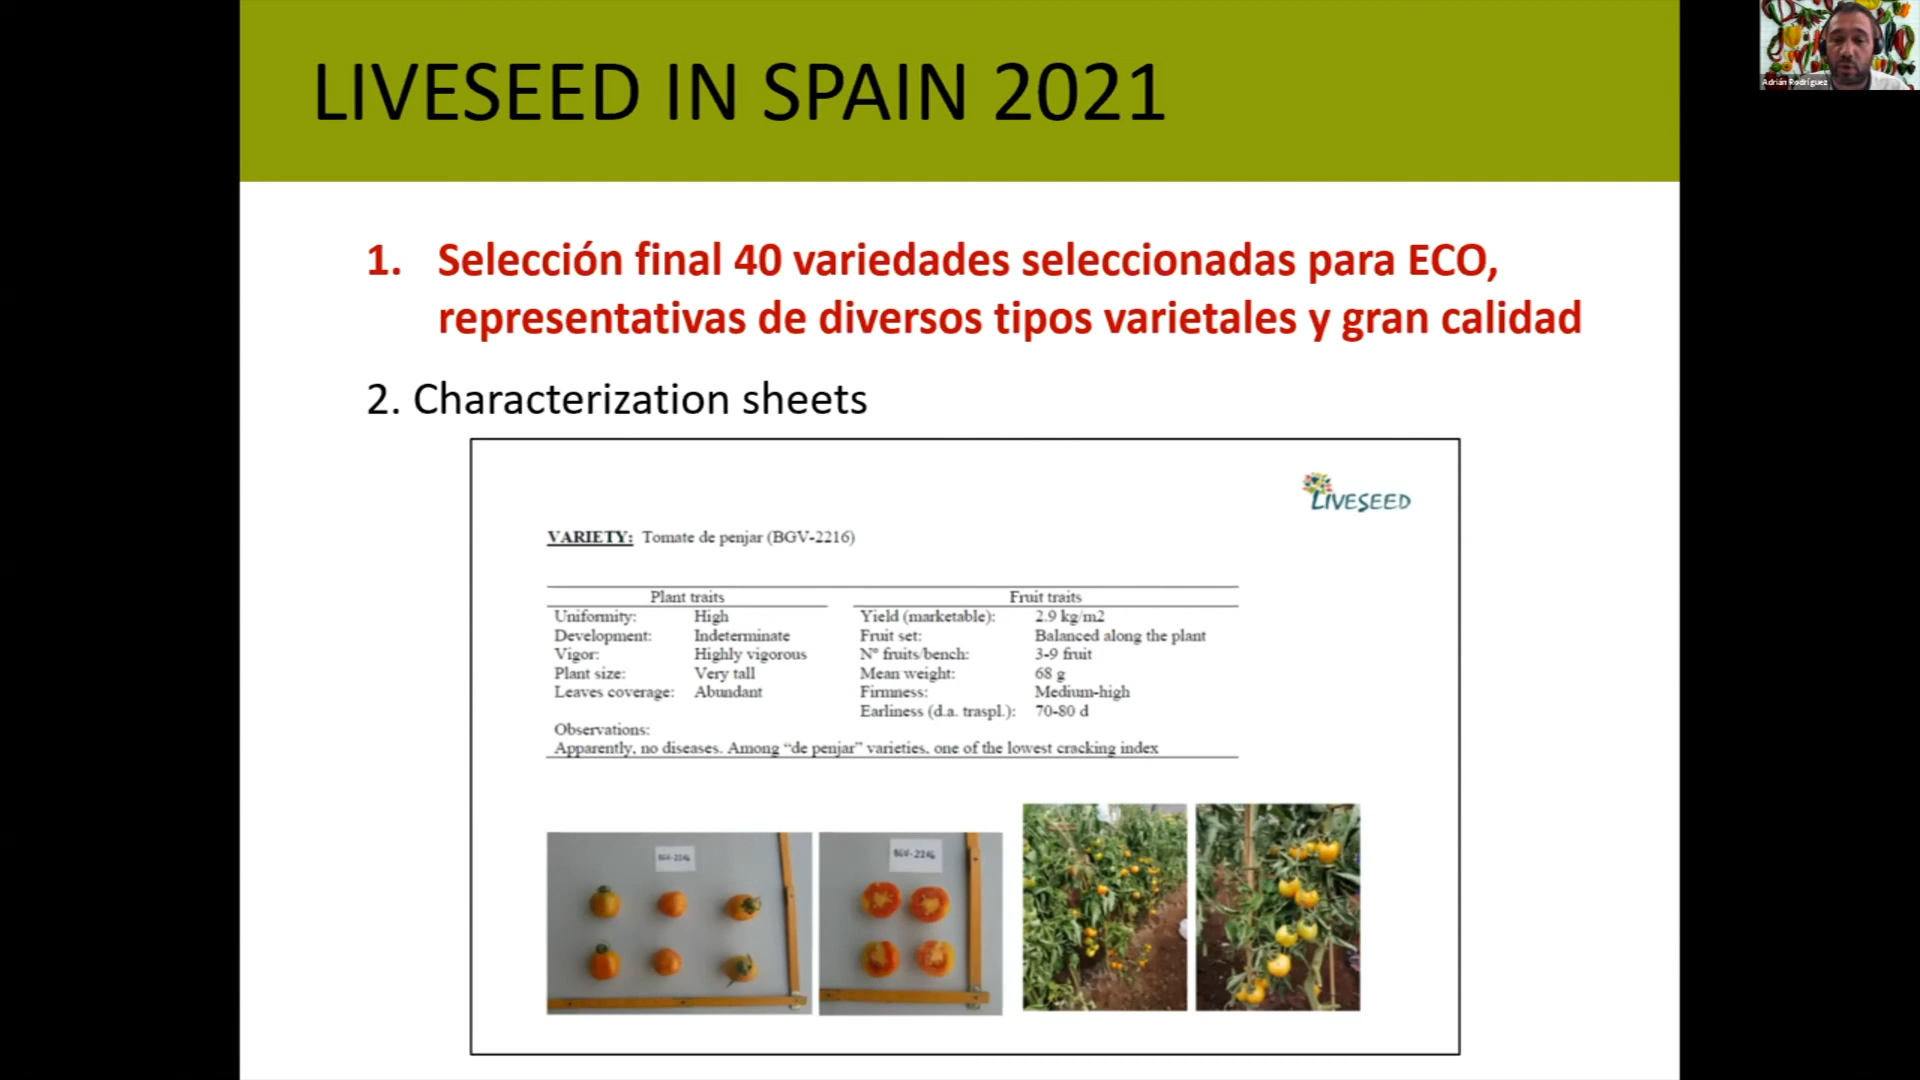 LIVESEED IN SPAIN 2021
Adrián Rodríguez
1. Selección final 40 variedades seleccionadas para ECO,
representativas de diversos tipos varietales y gran calidad
2. Characterization sheets
LIVESEED
VARIETY: Tomate de penjar (BGV-2216)
Plant traits Fruit traits
Uniformity: High Yield (marketable): 2.9 kg/m2
Development: Indeterminate Fruit set: Balanced along the plant
Vigor: Highly vigorous Nº fruits/bench: 3-9 fruit
Plant size: Very tall Mean weight: 68 g
Leaves coverage: Abundant Firmness: Medium-high
Earliness (d.a. traspl.): 70-80 d
Observations:
Apparently, no diseases. Among “de penjar” varieties, one of the lowest cracking index